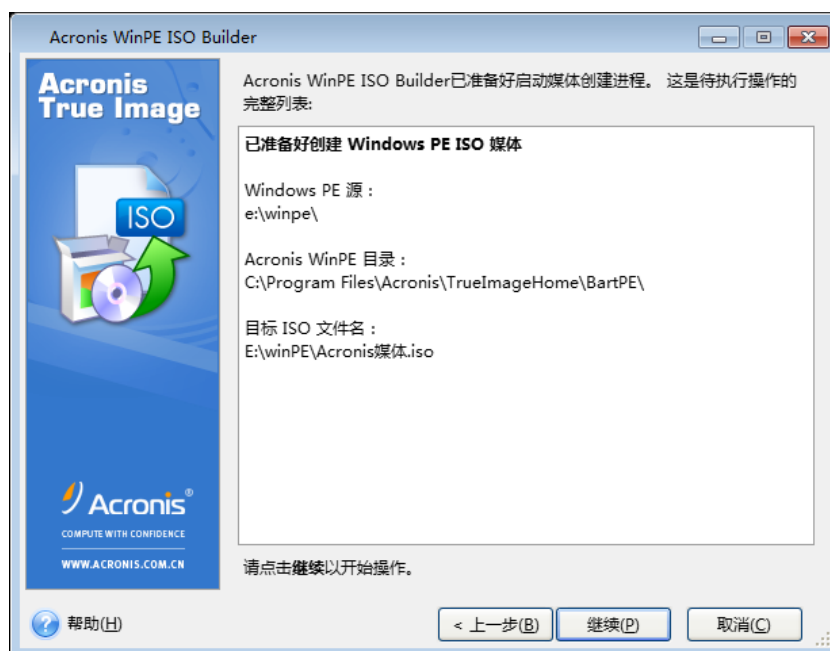 Acronis WinPE ISO Builder
Acronis
True Image
ISO
Acronis®
COMPUTE WITH CONFIDENCE
WWW.ACRONIS.COM.CN
Acronis WinPE ISO Builder已准备好启动媒体创建进程。 这是待执行操作的
完整列表:
已准备好创建 Windows PE ISO 媒体
Windows PE 源：
e:\winpe\
Acronis WinPE 目录：
C:\Program Files\Acronis\TrueImageHome\BartPE\
目标 ISO 文件名：
E:\winPE\Acronis媒体.iso
请点击继续以开始操作。
帮助(H)
< 上一步(B)
继续(P)
取消(C)